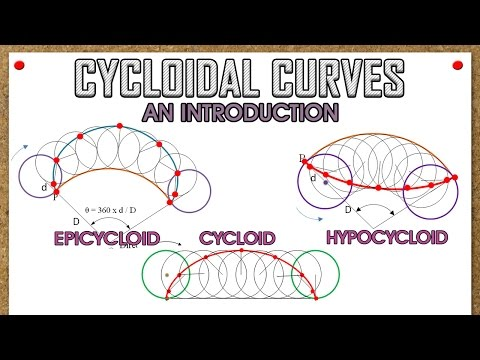 CYCLOIDAL CURVES
AN INTRODUCTION
d
P
D
θ = 360 x d / D
D
d
D
EPICYCLOID
CYCLOID
HYPOCYCLOID